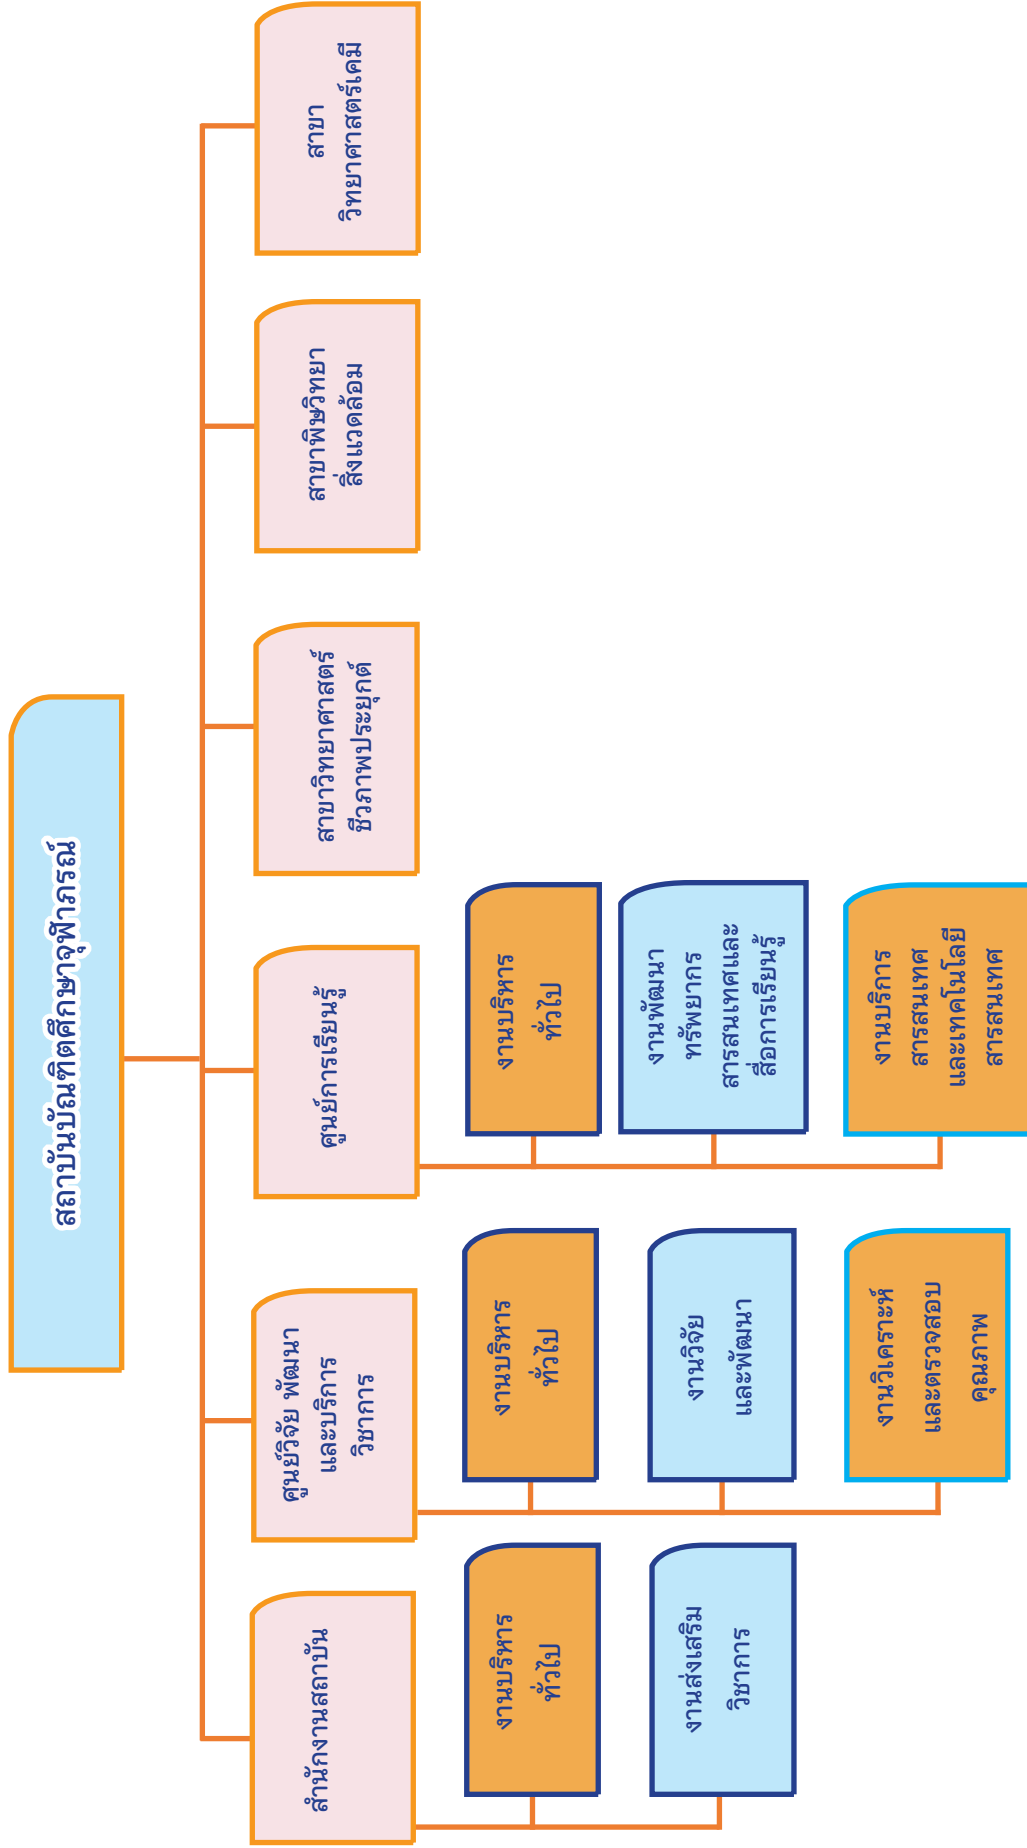 สถาบันบัณฑิตศึกษาจุฬาภรณ์
สำนักงานสถาบัน
งานบริหาร
ทั่วไป
งานส่งเสริม
วิชาการ
ศูนย์วิจัย พัฒนา
และบริการ
วิชาการ
งานบริหาร
ทั่วไป
งานวิจัย
และพัฒนา
งานวิเคราะห์
และตรวจสอบ
คุณภาพ
ศูนย์การเรียนรู้
งานบริหาร
ทั่วไป
งานพัฒนา
ทรัพยากร
สารสนเทศและ
สื่อการเรียนรู้
งานบริการ
สารสนเทศ
และเทคโนโลยี
สารสนเทศ
สาขาวิทยาศาสตร์
ชีวภาพประยุกต์
สาขาพิษวิทยา
สิ่งแวดล้อม
สาขา
วิทยาศาสตร์เคมี